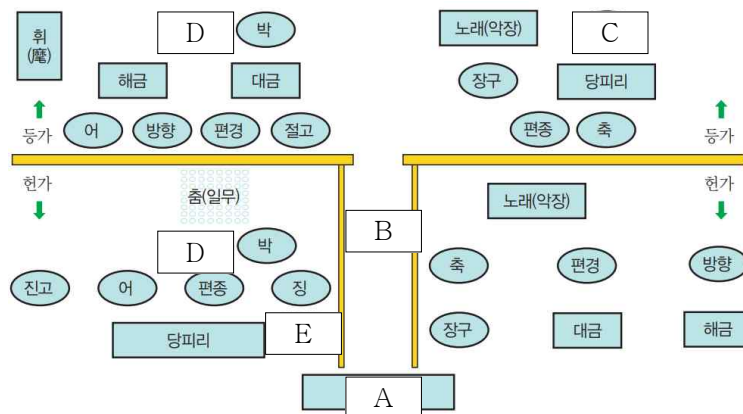 휘
(麾)
D
박
노래(악장)
C
해금
대금
장구
당피리
등가
어
방향
편경
절고
편종
축
등가
헌가
춤(일무)
노래(악장)
헌가
B
D
박
축
편경
방향
진고
어
편종
징
당피리
E
장구
대금
해금
A